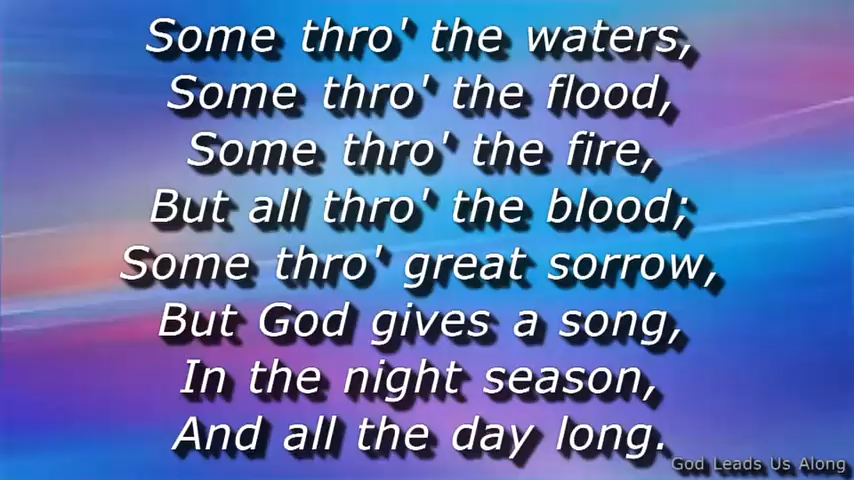 Some thro' the waters,
Some thro' the flood,
Some thro' the fire,
But all thro' the blood;
Some thro' great sorrow,
But God gives a song,
In the night season,
And all the day long.
God Leads Us Along